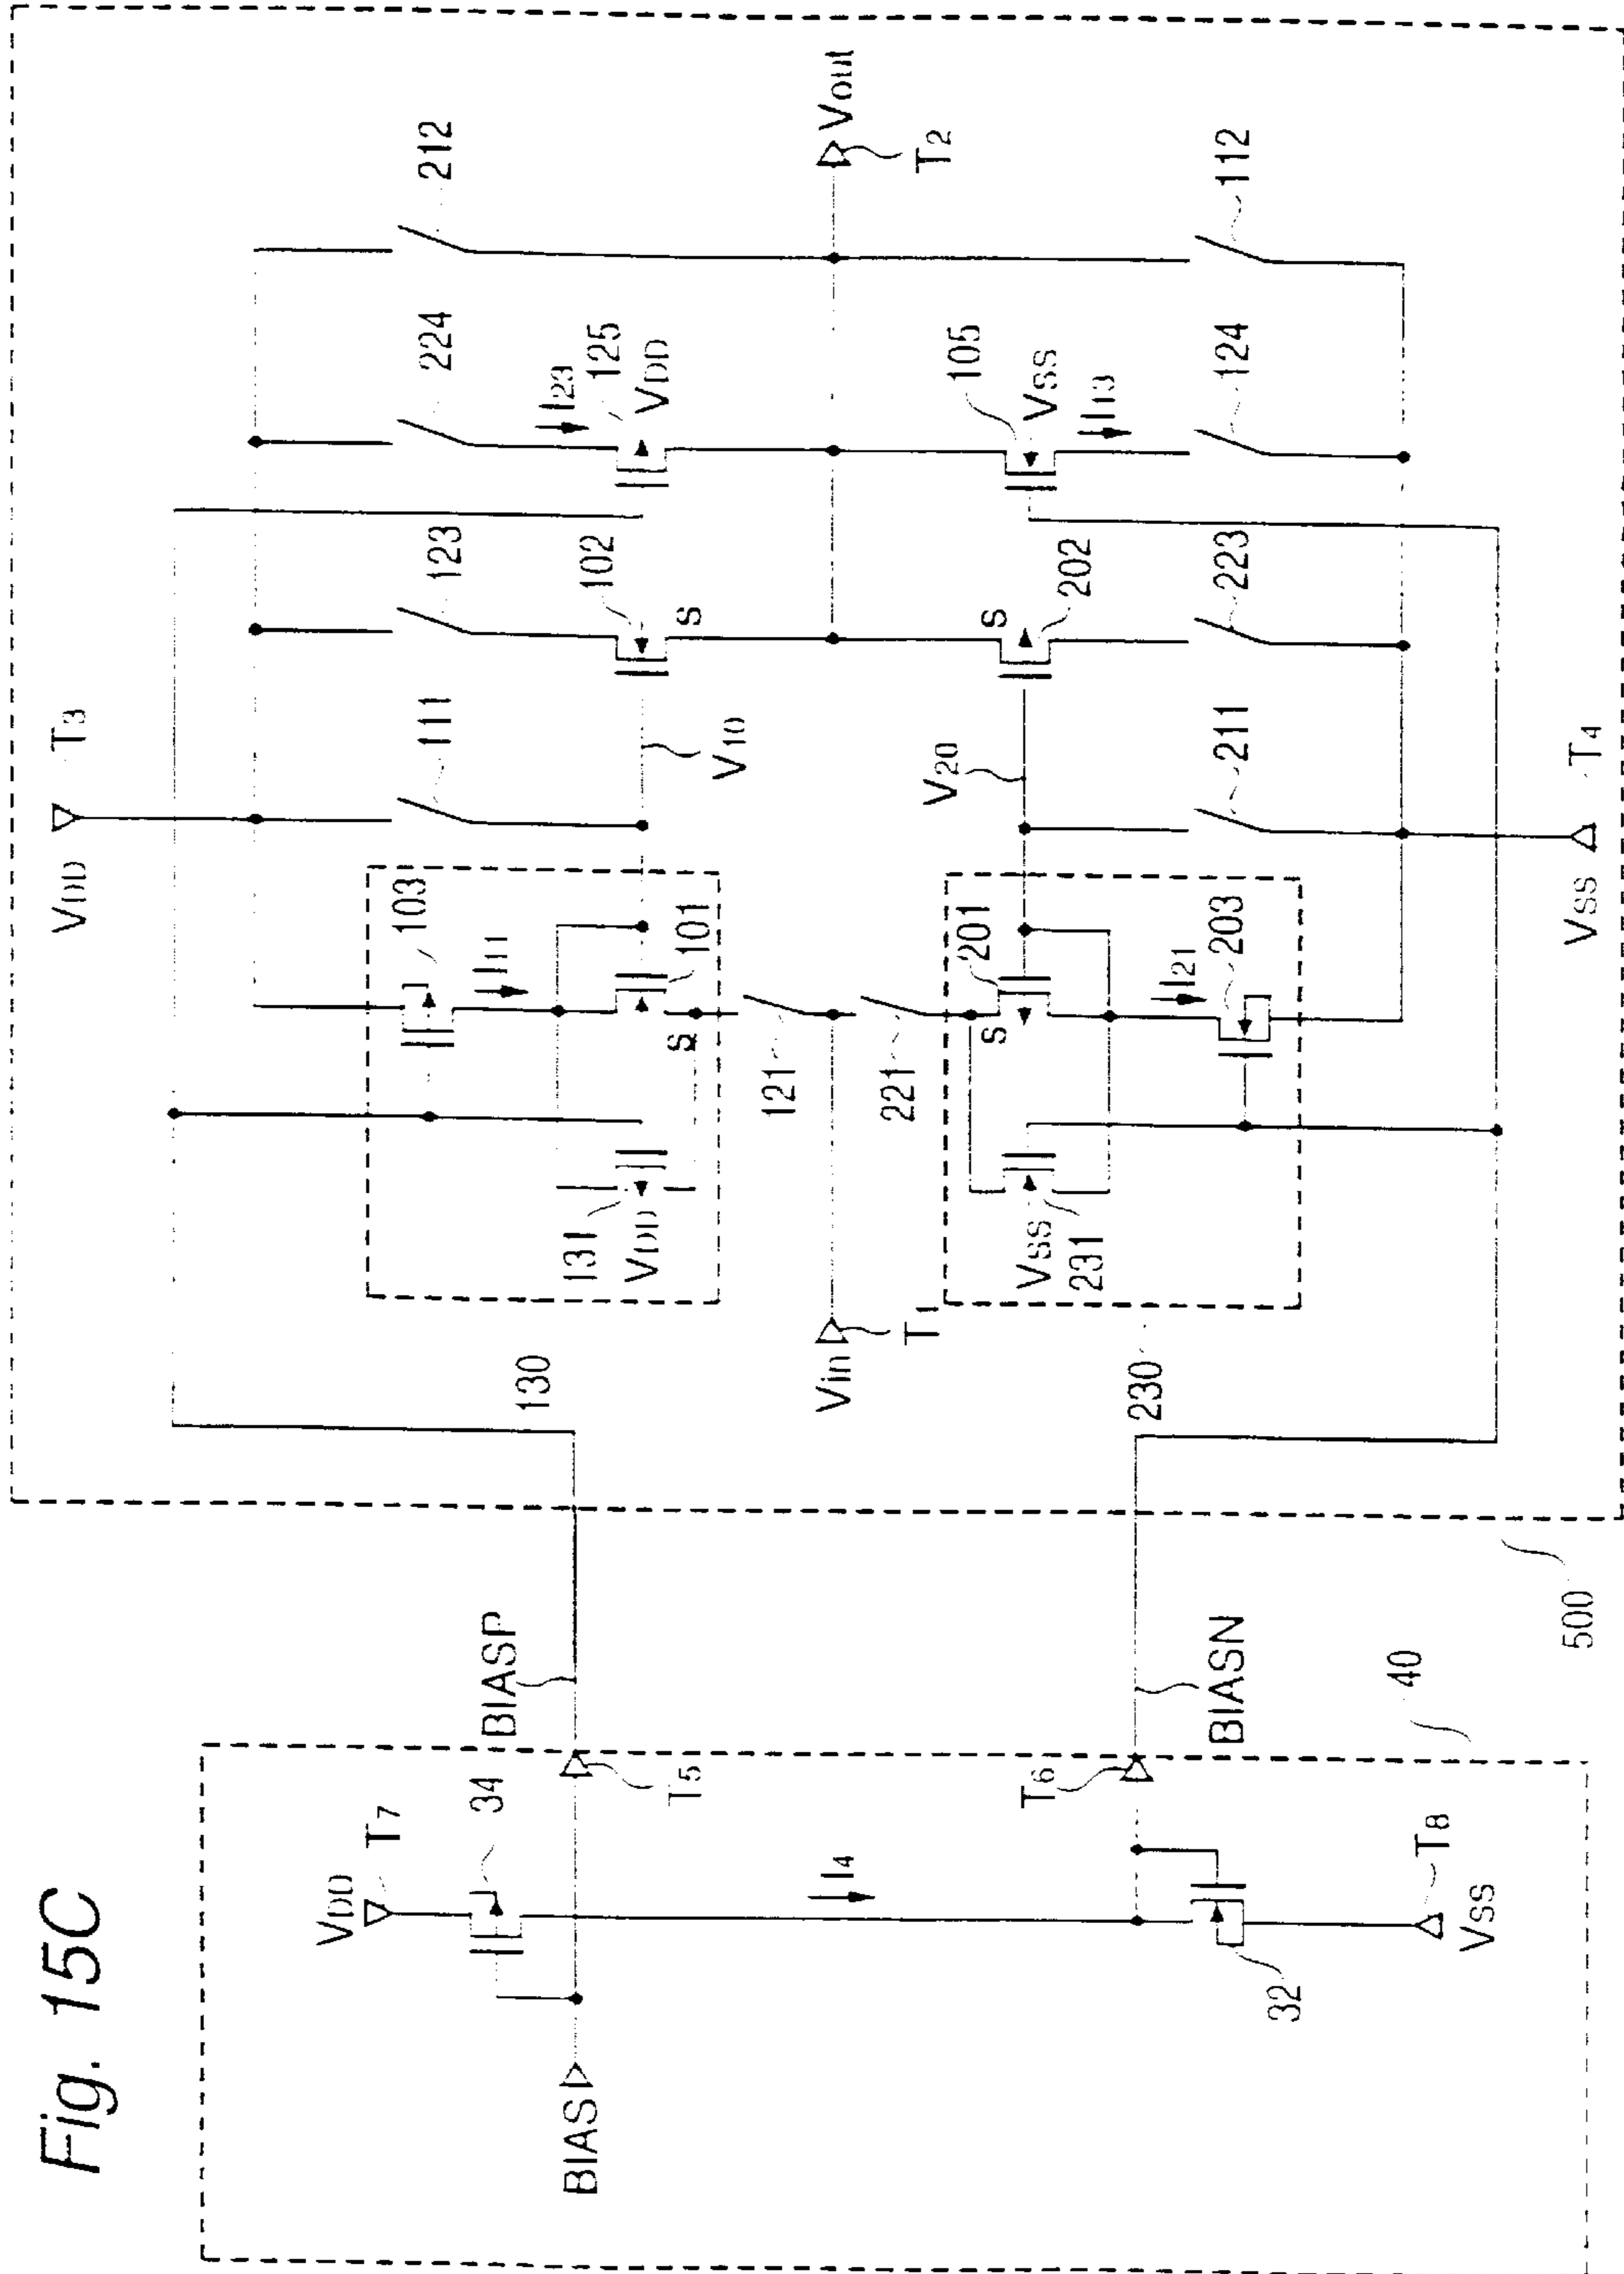 Fig. 15C
VDD
T7
34
BIAS
BIASP
T5
I4
T6
BIASN
32
T8
VSS
40
500
VDD
T3
103
I11
111
123
224
212
131
VDD
101
S
102
S
I23
125
VDD
130
V10
121
Vin
T1
Vout
T2
221
V20
S
201
S
202
105
VSS
I13
VSS
231
230
I21
203
211
223
124
112
VSS
T4